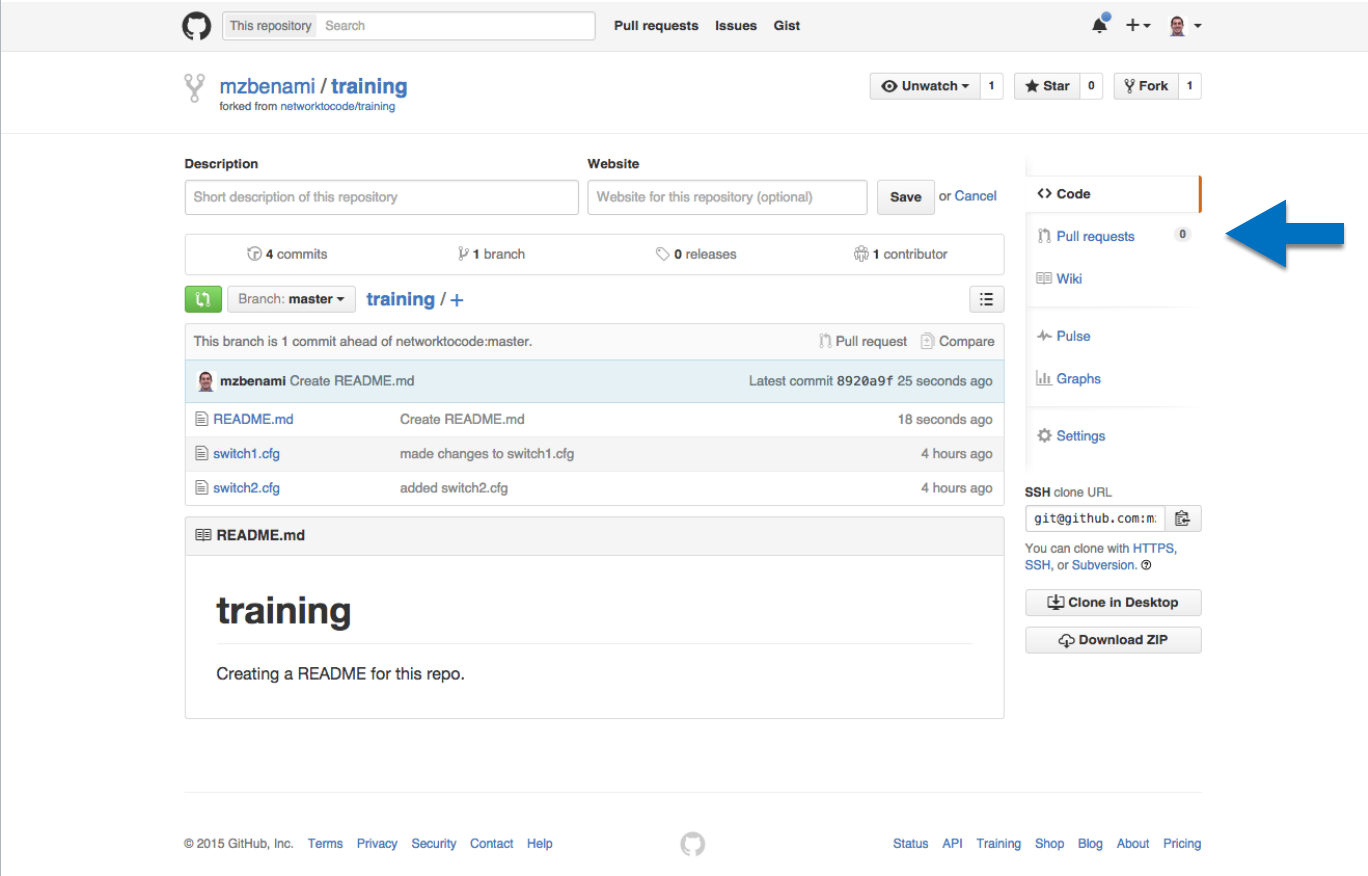 This repository Search Pull requests Issues Gist
mzbenami / training
forked from networktocode/training
Unwatch 1 Star 0 Fork 1
Description Website
Short description of this repository Website for this repository (optional) Save or Cancel
4 commits 1 branch 0 releases 1 contributor
Branch: master training / +
This branch is 1 commit ahead of networktocode:master. Pull request Compare
mzbenami Create README.md Latest commit 8920a9f 25 seconds ago
README.md Create README.md 18 seconds ago
switch1.cfg made changes to switch1.cfg 4 hours ago
switch2.cfg added switch2.cfg 4 hours ago
README.md
training
Creating a README for this repo.
Code
Pull requests 0
Wiki
Pulse
Graphs
Settings
SSH clone URL
git@github.com:m
You can clone with HTTPS,
SSH, or Subversion.
Clone in Desktop
Download ZIP
© 2015 GitHub, Inc. Terms Privacy Security Contact Help Status API Training Shop Blog About Pricing